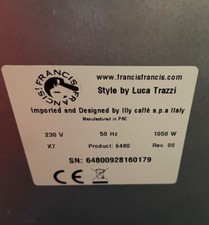 FRANCIS! FRANCIS!
www.francisfrancis.com
Style by Luca Trazzi
Imported and Designed by Illy caffè s.p.a Italy
Manufactured in PRC
230 V 50 Hz 1050 W
X7 Product: 6480 Rev. 00
SN: 64800928160179
CE